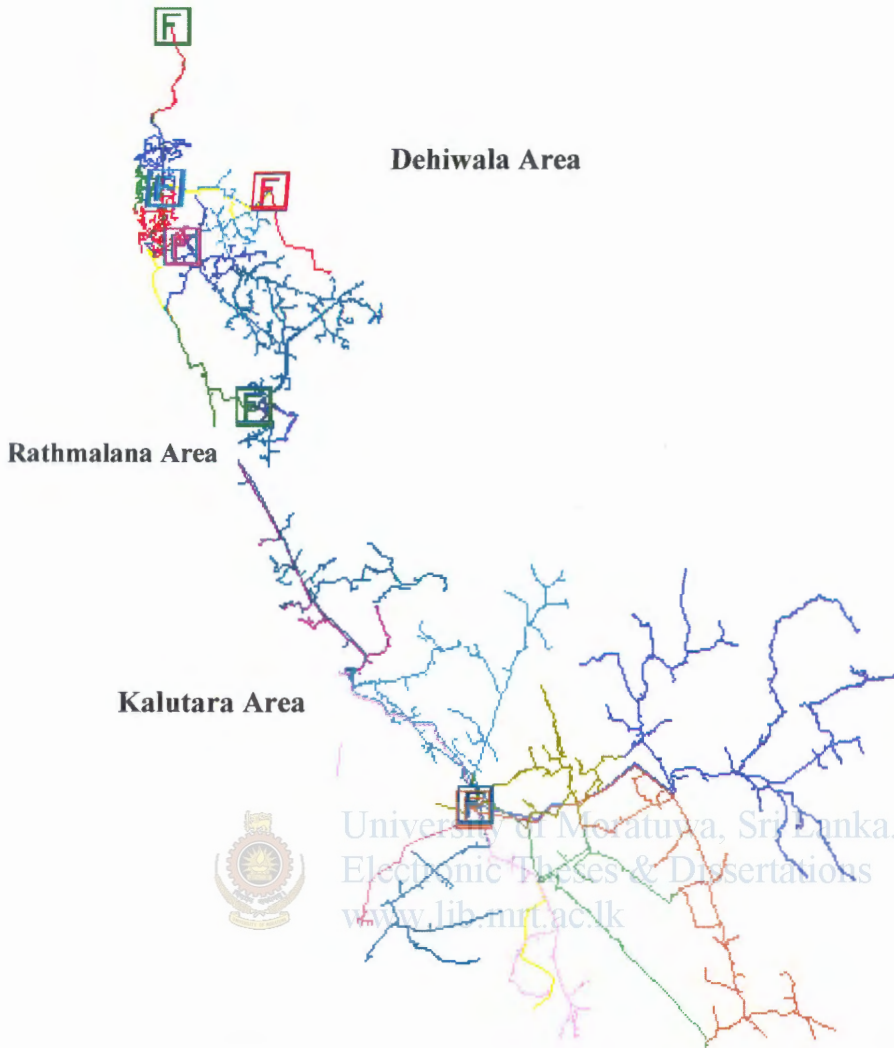 F
Dehiwala Area
F
F
F
Rathmalana Area
Kalutara Area
F
University of Moratuwa, Sri Lanka.
Electronic Theses & Dissertations
www.lib.mrt.ac.lk